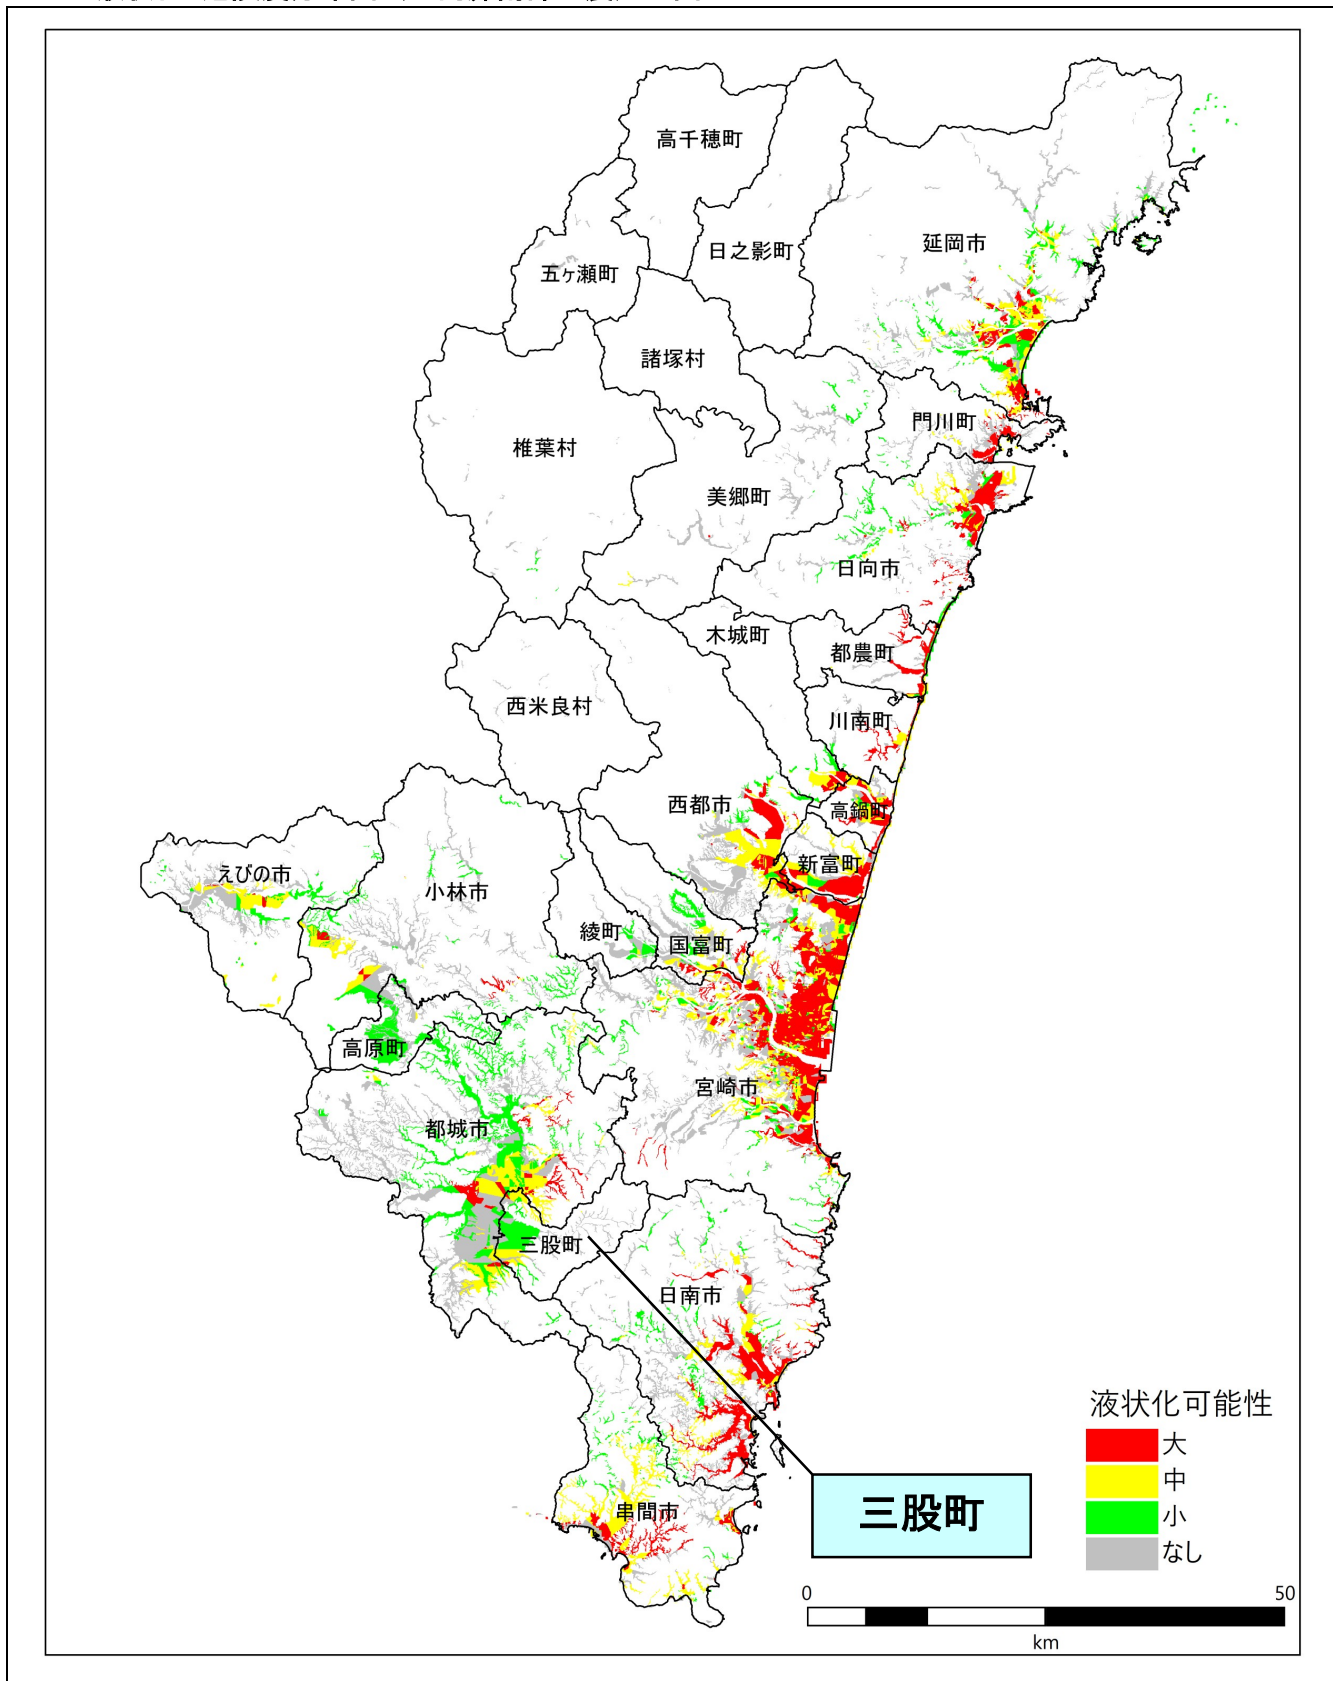 高千穂町
日之影町
延岡市
五ヶ瀬町
諸塚村
門川町
椎葉村
美郷町
日向市
木城町
都農町
西米良村
川南町
西都市
高鍋町
新富町
えびの市
小林市
綾町
国富町
高原町
宮崎市
都城市
三股町
日南市
串間市
三股町
液状化可能性
大
中
小
なし
0 50
km